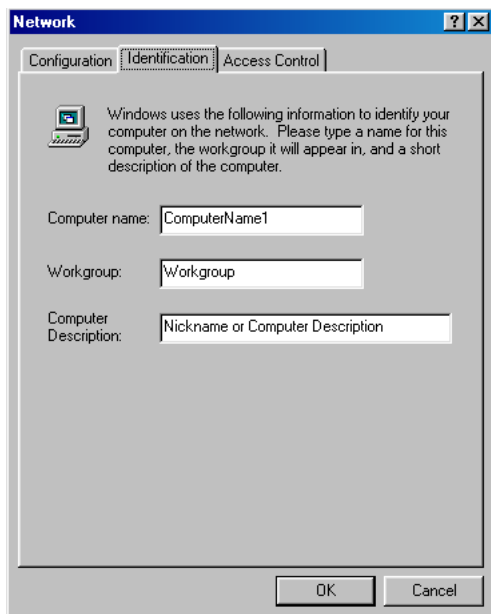 Network
Configuration Identification Access Control
Windows uses the following information to identify your
computer on the network. Please type a name for this
computer, the workgroup it will appear in, and a short
description of the computer.
Computer name: ComputerName1
Workgroup: Workgroup
Computer
Description: Nickname or Computer Description
OK Cancel